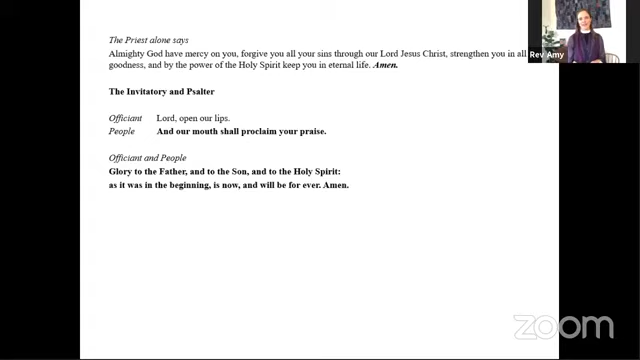 The Priest alone says
Almighty God have mercy on you, forgive you all your sins through our Lord Jesus Christ, strengthen you in all
goodness, and by the power of the Holy Spirit keep you in eternal life. Amen.
The Invitatory and Psalter
Officiant Lord, open our lips.
People And our mouth shall proclaim your praise.
Officiant and People
Glory to the Father, and to the Son, and to the Holy Spirit:
as it was in the beginning, is now, and will be for ever. Amen.
Rev Amy
zoom